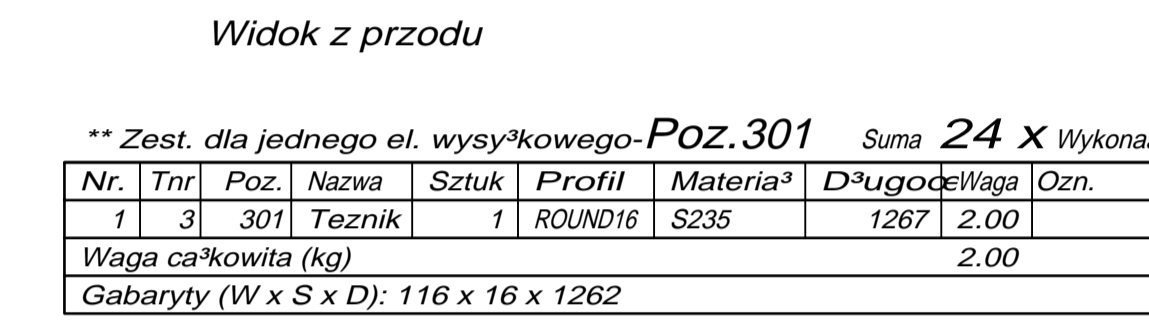 Widok z przodu
** Zest. dla jednego el. wysy³kowego-Poz.301 Suma 24 x Wykona
Nr. Tnr Poz. Nazwa Sztuk Profil Materia³ D³ugoœ Waga Ozn.
1 3 301 Teznik 1 ROUND16 S235 1267 2.00
Waga ca³kowita (kg) 2.00
Gabaryty (W x S x D): 116 x 16 x 1262